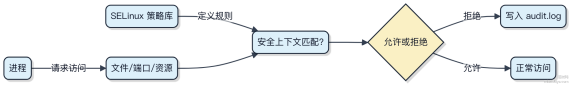 SELinux 策略库
定义规则
进程
请求访问
文件/端口/资源
安全上下文匹配?
允许或拒绝
拒绝
写入 audit.log
允许
正常访问